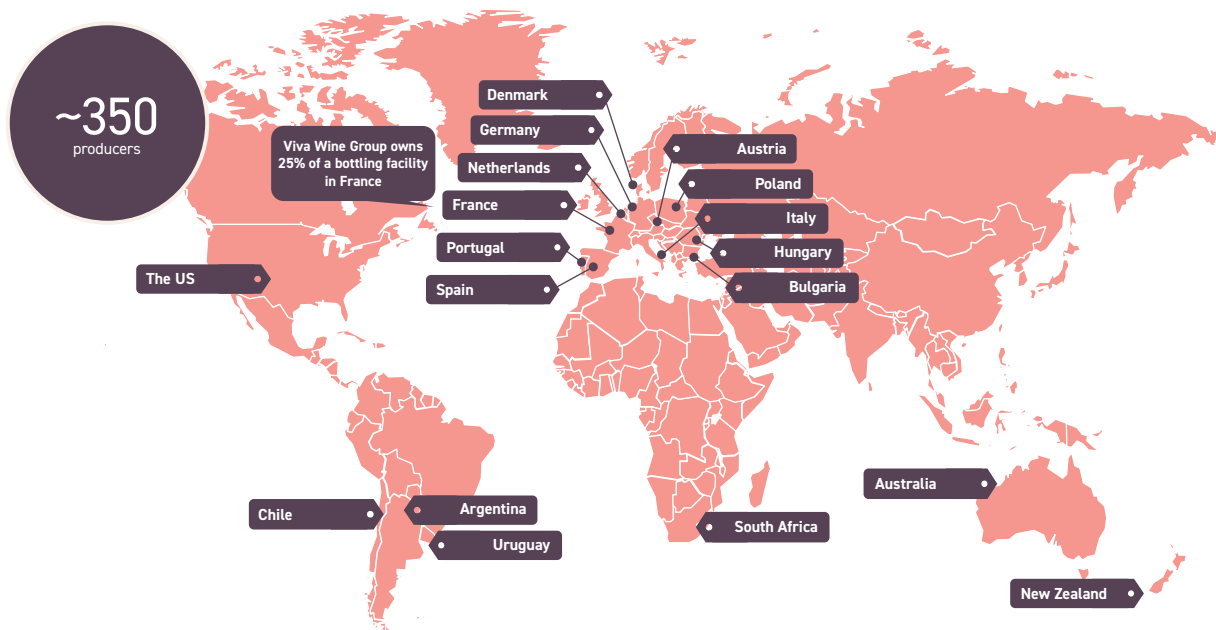 ~350
producers
Viva Wine Group owns
25% of a bottling facility
in France
Denmark
Germany
Netherlands
France
Portugal
Spain
Austria
Poland
Italy
Hungary
Bulgaria
The US
Chile
Argentina
Uruguay
South Africa
Australia
New Zealand